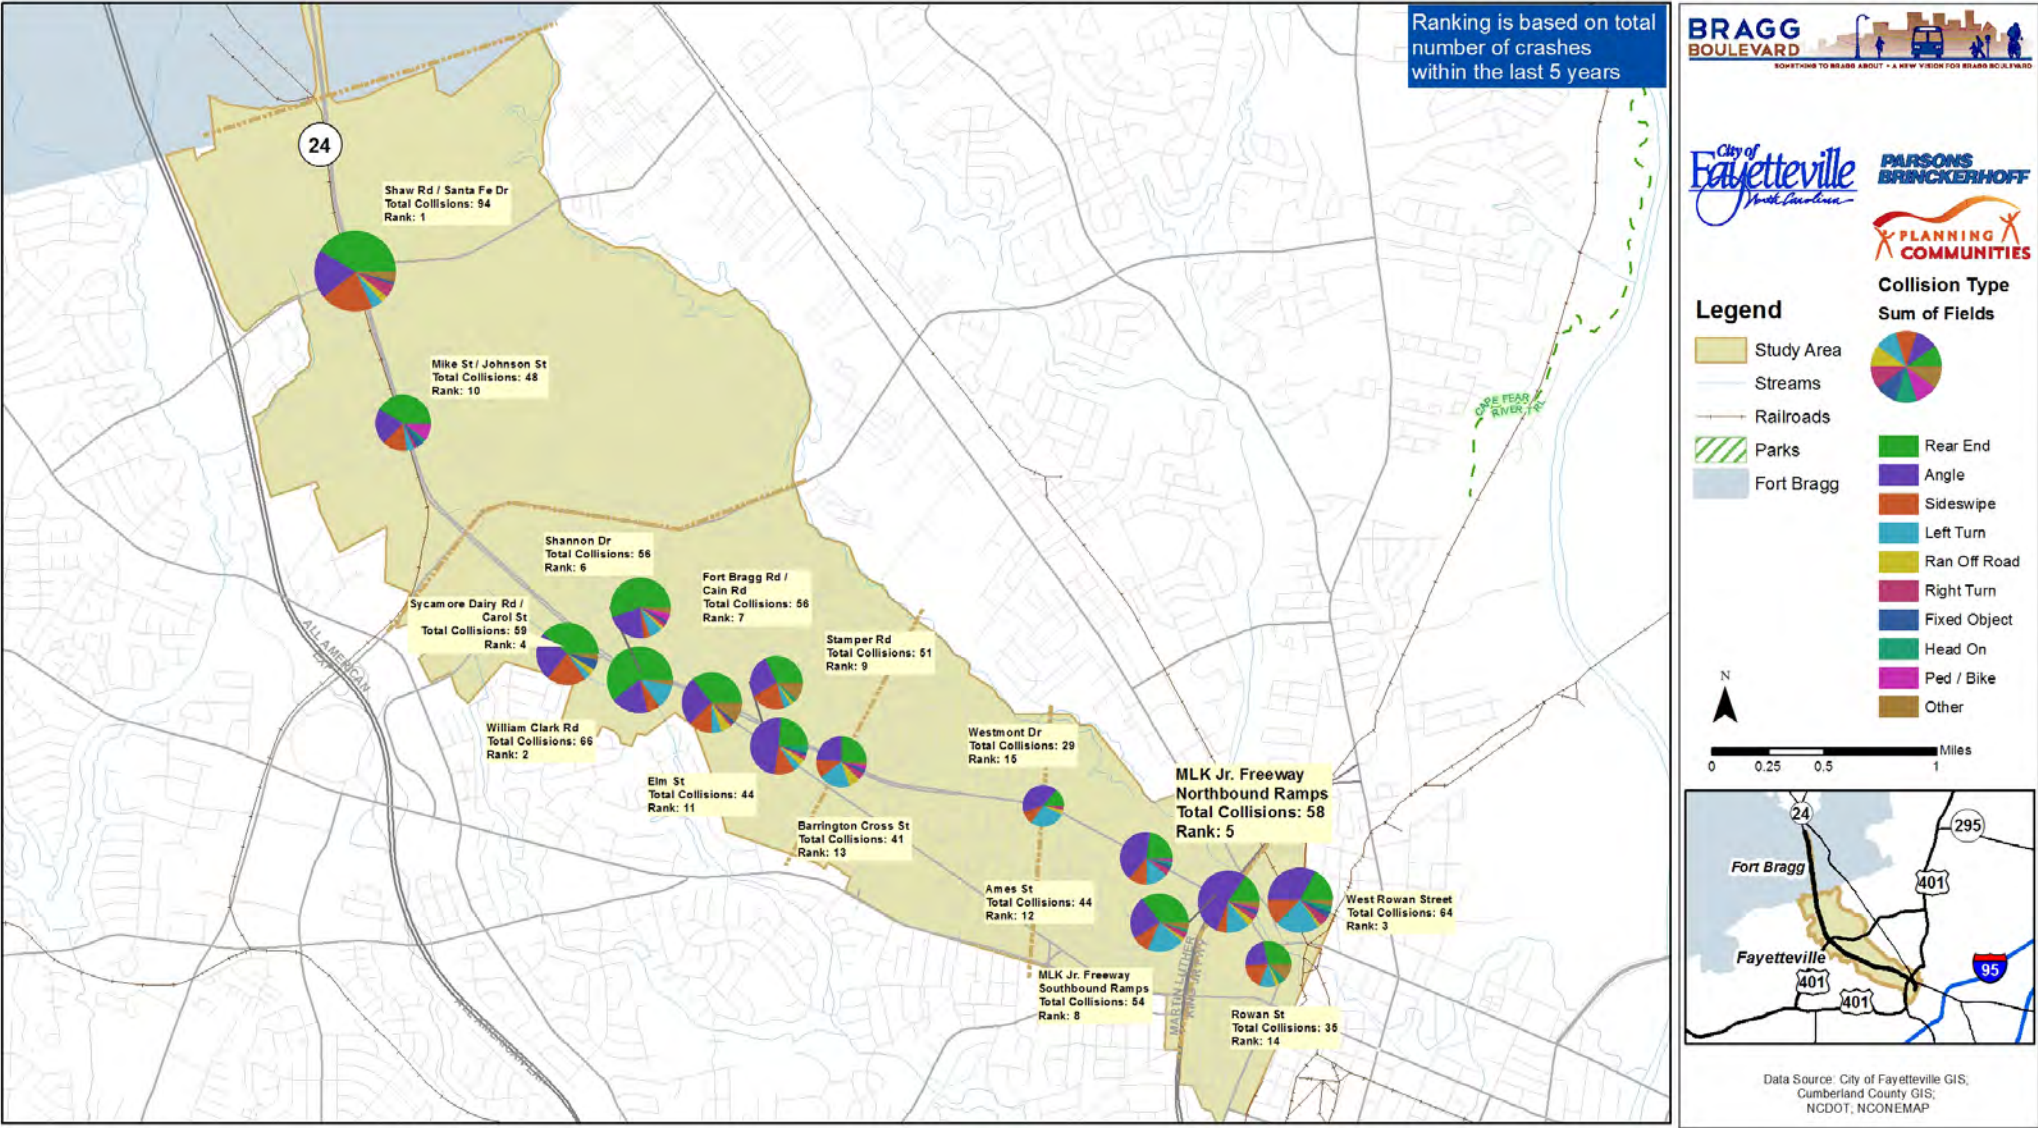 Ranking is based on total
number of crashes
within the last 5 years
24
Shaw Rd / Santa Fe Dr
Total Collisions: 94
Rank: 1
Mike St / Johnson St
Total Collisions: 48
Rank: 10
Shannon Dr
Total Collisions: 56
Rank: 6
Fort Bragg Rd /
Cain Rd
Total Collisions: 56
Rank: 7
Sycamore Dairy Rd /
Carol St
Total Collisions: 59
Rank: 4
Stamper Rd
Total Collisions: 51
Rank: 9
William Clark Rd
Total Collisions: 66
Rank: 2
Elm St
Total Collisions: 44
Rank: 11
Barrington Cross St
Total Collisions: 41
Rank: 13
Westmont Dr
Total Collisions: 29
Rank: 15
MLK Jr. Freeway
Northbound Ramps
Total Collisions: 58
Rank: 5
Ames St
Total Collisions: 44
Rank: 12
West Rowan Street
Total Collisions: 64
Rank: 3
MLK Jr. Freeway
Southbound Ramps
Total Collisions: 54
Rank: 8
Rowan St
Total Collisions: 35
Rank: 14
ALL AMERICAN
EXP
MARTIN LUTHER
KING JR FWY
CAPE FEAR
RIVER TRL
BRAGG
BOULEVARD
SOMETHING TO BRAGG ABOUT • A NEW VISION FOR BRAGG BOULEVARD
City of
Fayetteville
North Carolina
PARSONS
BRINCKERHOFF
PLANNING
COMMUNITIES
Legend
Study Area
Streams
Railroads
Parks
Fort Bragg
Collision Type
Sum of Fields
Rear End
Angle
Sideswipe
Left Turn
Ran Off Road
Right Turn
Fixed Object
Head On
Ped / Bike
Other
N
Miles
0 0.25 0.5 1
24
295
Fort Bragg
401
Fayetteville
401
401
95
Data Source: City of Fayetteville GIS;
Cumberland County GIS;
NCDOT; NCONEMAP